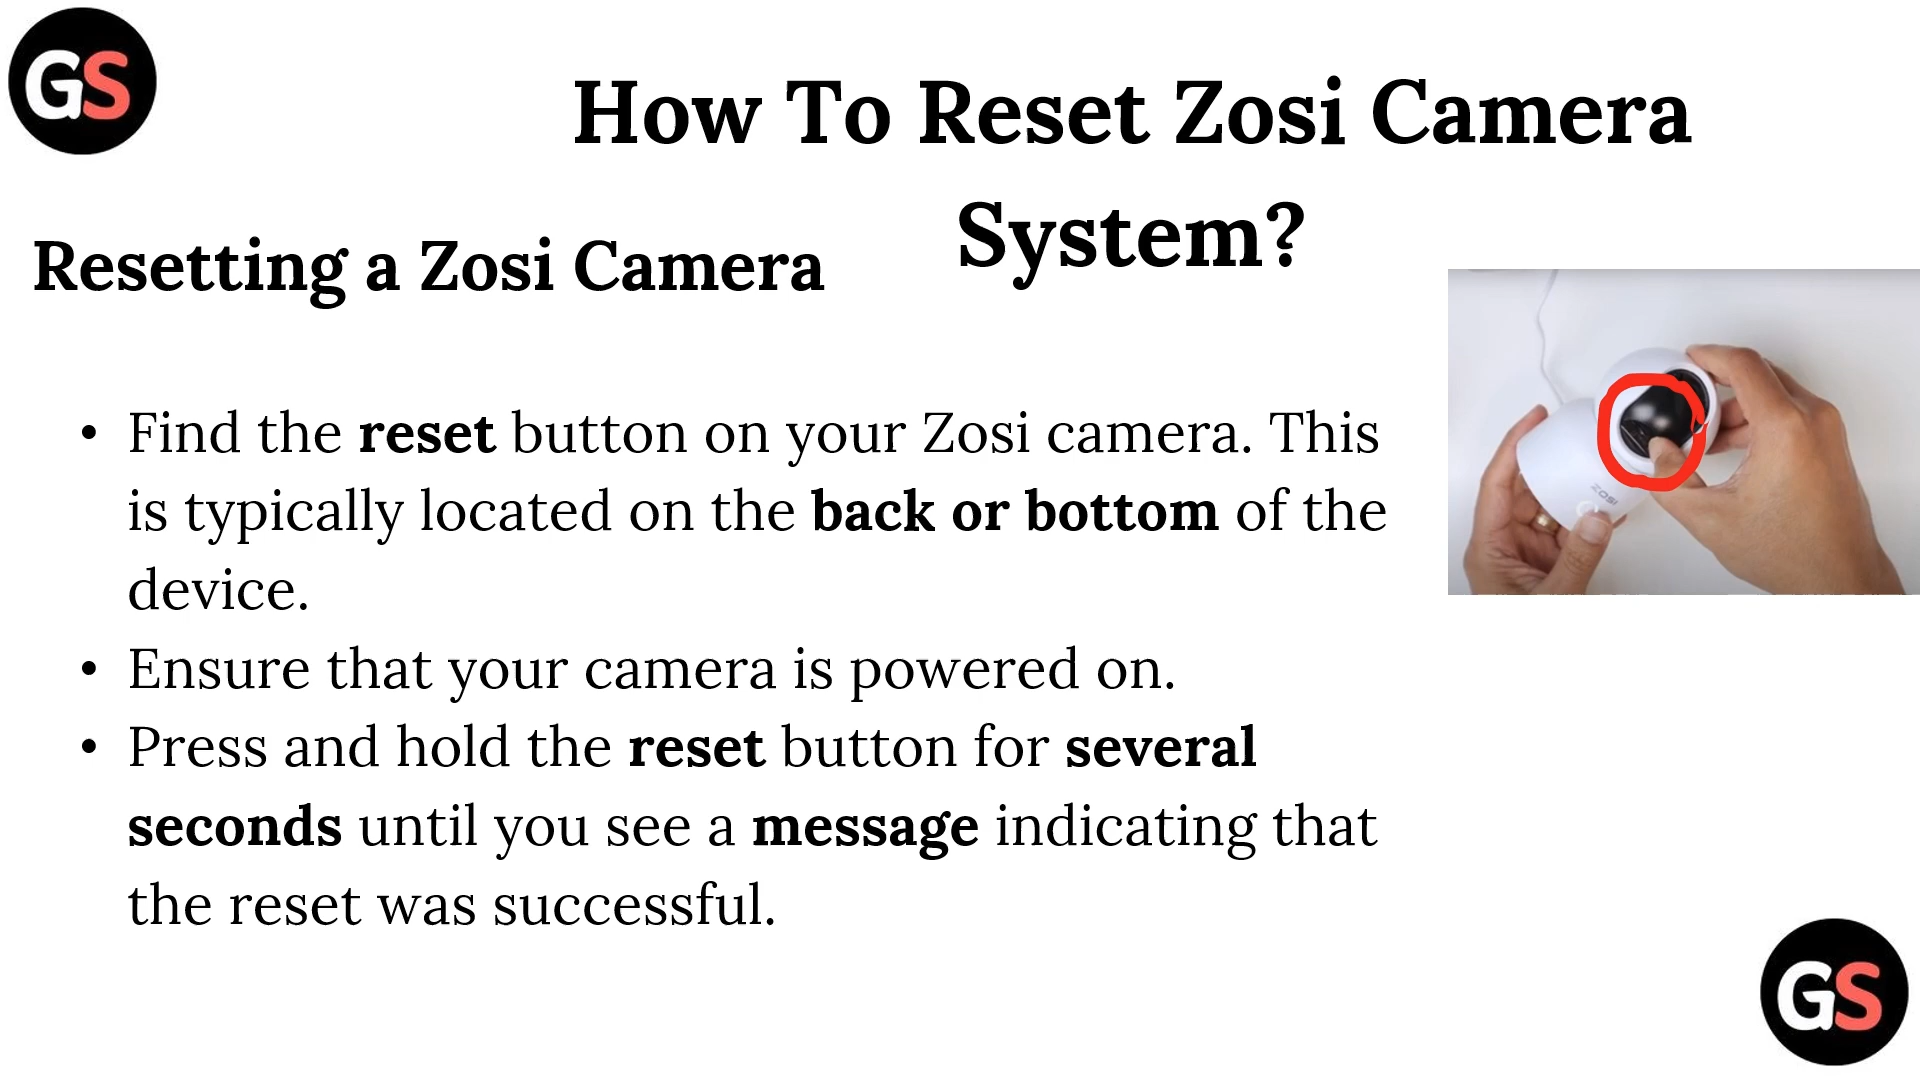 GS
How To Reset Zosi Camera
System?
Resetting a Zosi Camera
• Find the reset button on your Zosi camera. This
is typically located on the back or bottom of the
device.
• Ensure that your camera is powered on.
• Press and hold the reset button for several
seconds until you see a message indicating that
the reset was successful.
ZOSI
GS